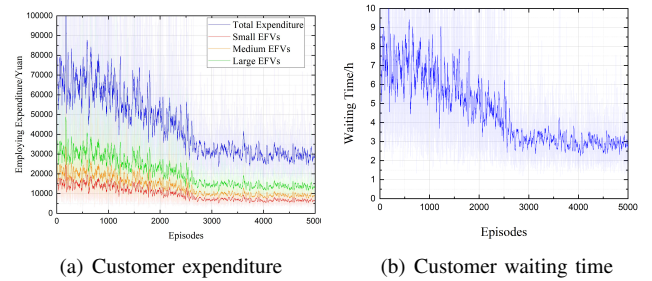 100000
90000
80000
70000
60000
50000
40000
30000
20000
10000
0
Employing Expenditure/Yuan
Total Expenditure
Small EFVs
Medium EFVs
Large EFVs
0 1000 2000 3000 4000 5000
Episodes
(a) Customer expenditure
10
9
8
7
6
5
4
3
2
1
0
Waiting Time/h
0 1000 2000 3000 4000 5000
Episodes
(b) Customer waiting time